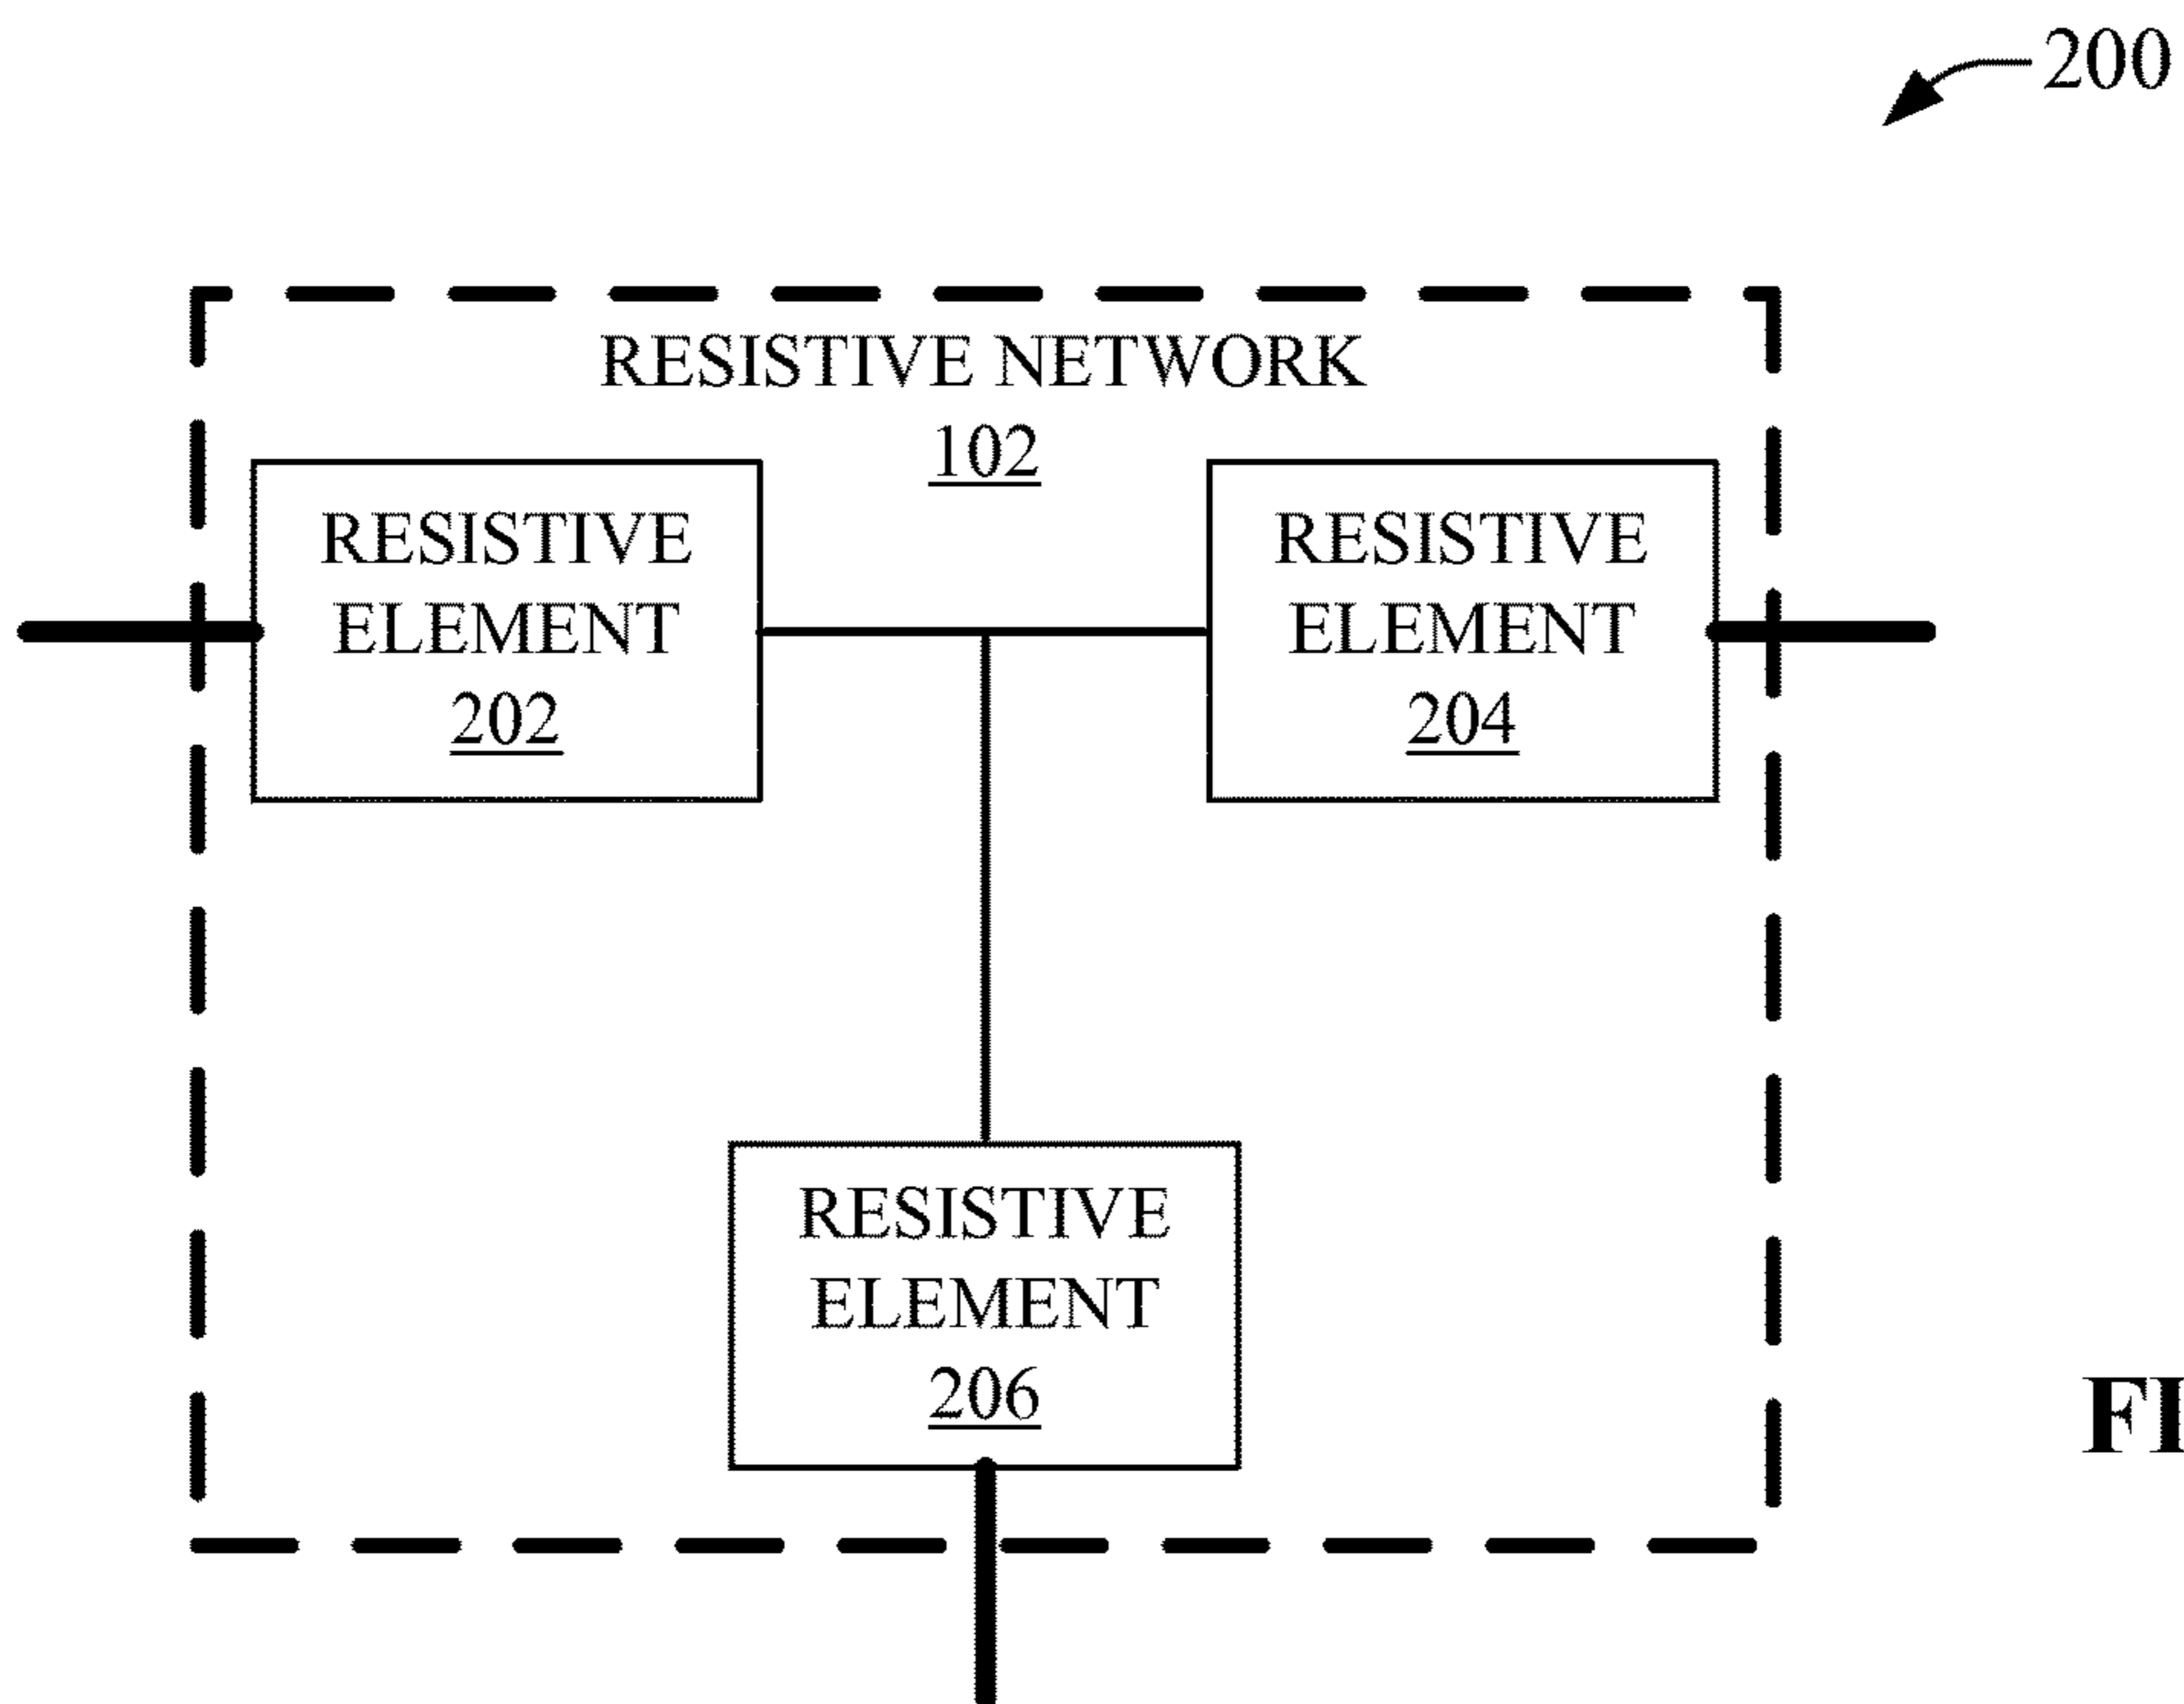 200
RESISTIVE NETWORK
102
RESISTIVE
ELEMENT
202
RESISTIVE
ELEMENT
204
RESISTIVE
ELEMENT
206